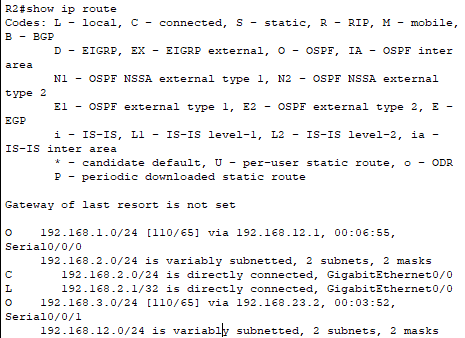 R2#show ip route
Codes: L - local, C - connected, S - static, R - RIP, M - mobile,
B - BGP
D - EIGRP, EX - EIGRP external, O - OSPF, IA - OSPF inter
area
N1 - OSPF NSSA external type 1, N2 - OSPF NSSA external
type 2
E1 - OSPF external type 1, E2 - OSPF external type 2, E -
EGP
i - IS-IS, L1 - IS-IS level-1, L2 - IS-IS level-2, ia -
IS-IS inter area
* - candidate default, U - per-user static route, o - ODR
P - periodic downloaded static route
Gateway of last resort is not set
O 192.168.1.0/24 [110/65] via 192.168.12.1, 00:06:55,
Serial0/0/0
192.168.2.0/24 is variably subnetted, 2 subnets, 2 masks
C 192.168.2.0/24 is directly connected, GigabitEthernet0/0
L 192.168.2.1/32 is directly connected, GigabitEthernet0/0
O 192.168.3.0/24 [110/65] via 192.168.23.2, 00:03:52,
Serial0/0/1
192.168.12.0/24 is variably subnetted, 2 subnets, 2 masks